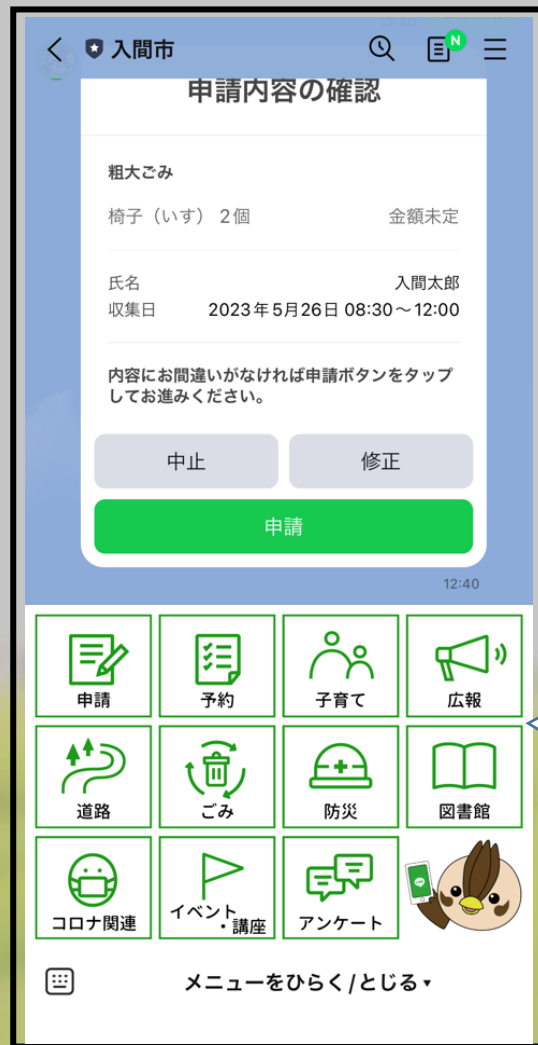 入間市
N
申請内容の確認
粗大ごみ
椅子（いす） 2個 金額未定
氏名 入間太郎
収集日 2023年5月26日 08:30～12:00
内容にお間違いがなければ申請ボタンをタップ
してお進みください。
中止 修正
申請
12:40
申請 予約 子育て 広報
道路 ごみ 防災 図書館
コロナ関連 イベント・講座 アンケート
メニューをひらく/とじる▾